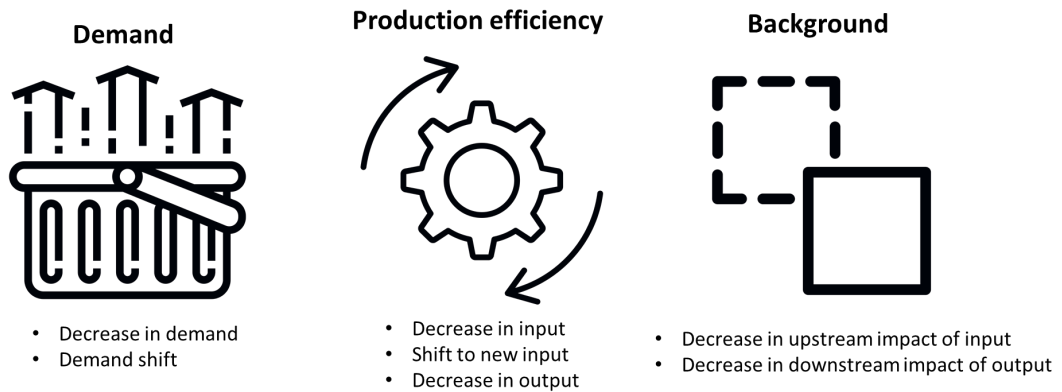 Demand
• Decrease in demand
• Demand shift
Production efficiency
• Decrease in input
• Shift to new input
• Decrease in output
Background
• Decrease in upstream impact of input
• Decrease in downstream impact of output